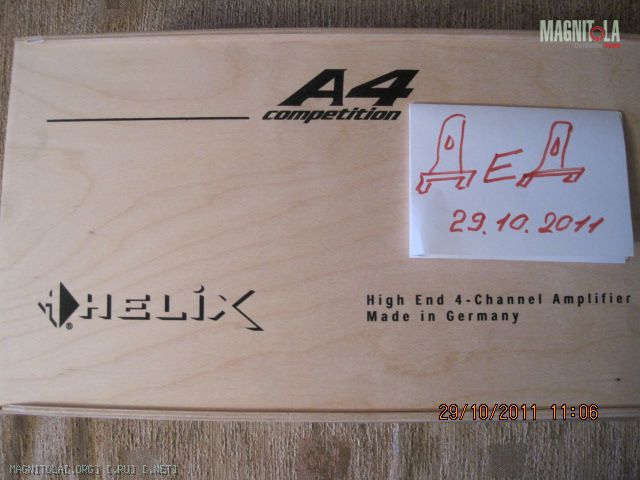 MAGNITOLA
A4
competition
ДЕД
29.10.2011
HELIX
®
High End 4-Channel Amplifier
Made in Germany
29/10/2011 11:06
MAGNITOLA[.ORG] [.RU] [.NET]